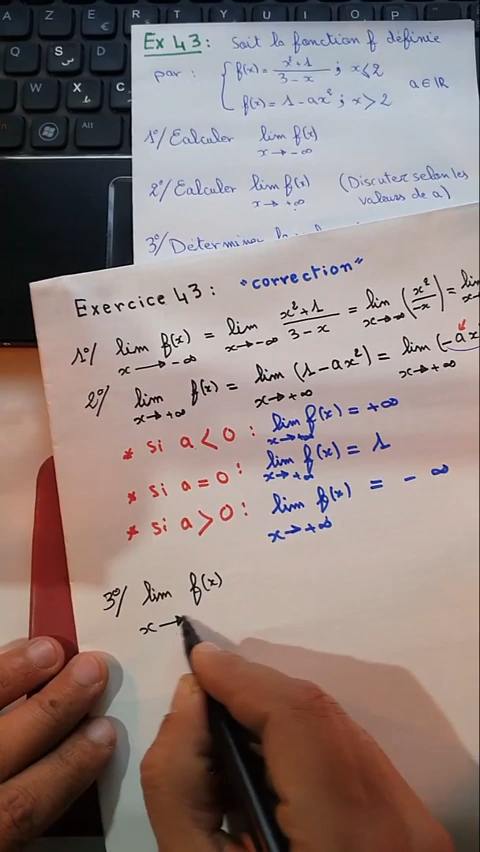 A Z E R T Y U I O P
Q S D
W X C
Alt
Ex 43 : Soit la fonction f définie
par : { f(x) = x²+1 / 3-x ; x⩽2
f(x) = 1-ax² ; x>2 a∈IR
1°/ Calculer lim f(x) x→-∞
2°/ Calculer lim f(x) x→+∞ (Discuter selon les
valeurs de a)
3°/ Déterminer
Exercice 43 : "correction"
1°/ lim f(x) x→-∞ = lim x→-∞ x²+1 / 3-x = lim x→-∞ (x²/-x) = lim
2°/ lim f(x) x→+∞ = lim x→+∞ (1-ax²) = lim x→+∞ (-ax
* si a<0 : lim f(x) x→+∞ = +∞
* si a=0 : lim f(x) x→+∞ = 1
* si a>0 : lim f(x) x→+∞ = -∞
3°/ lim f(x)
x→